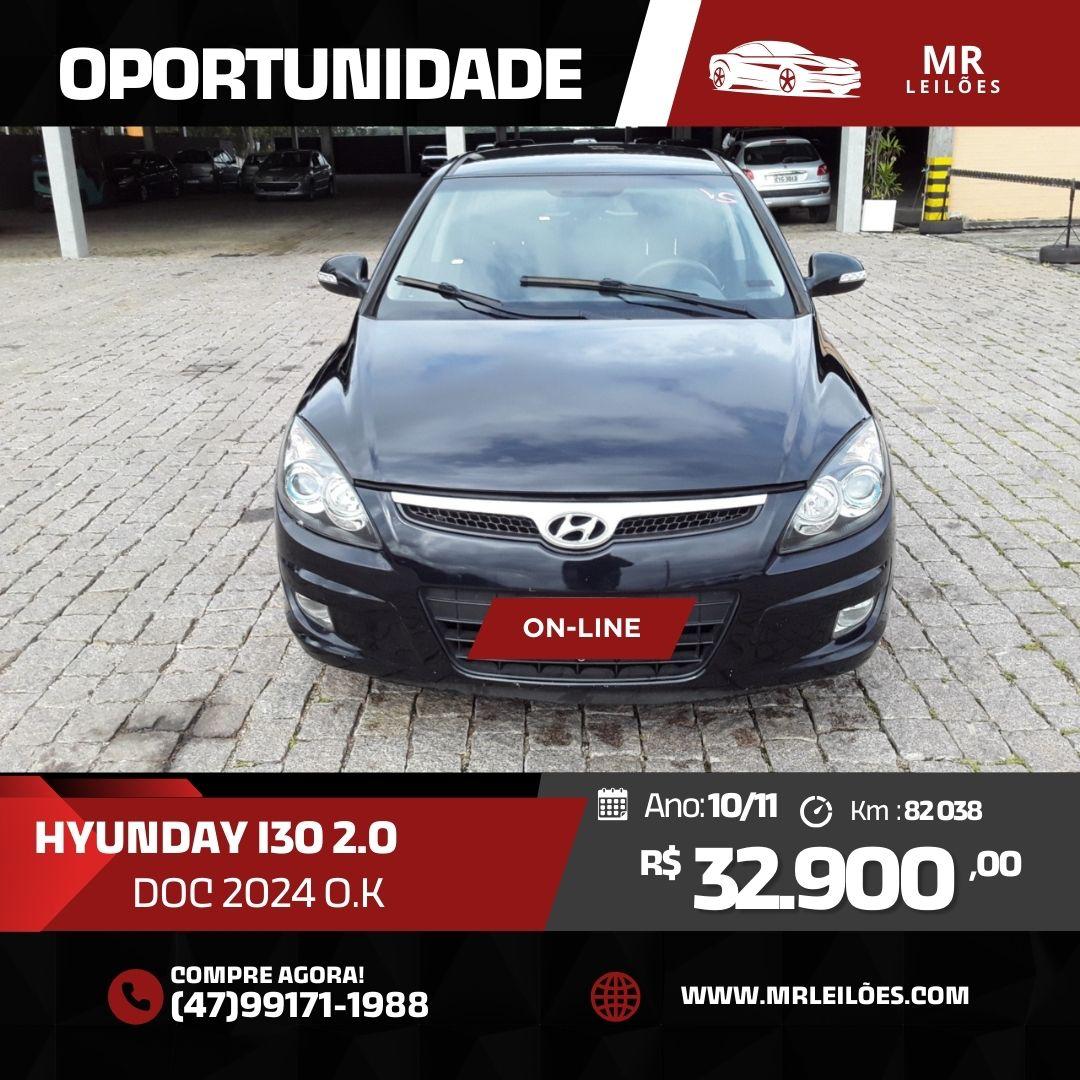 OPORTUNIDADE
MR
LEILÕES
ON-LINE
HYUNDAY I30 2.0
DOC 2024 O.K
Ano: 10/11
Km : 82 038
R$ 32.900 ,00
COMPRE AGORA!
(47)99171-1988
WWW.MRLEILÕES.COM